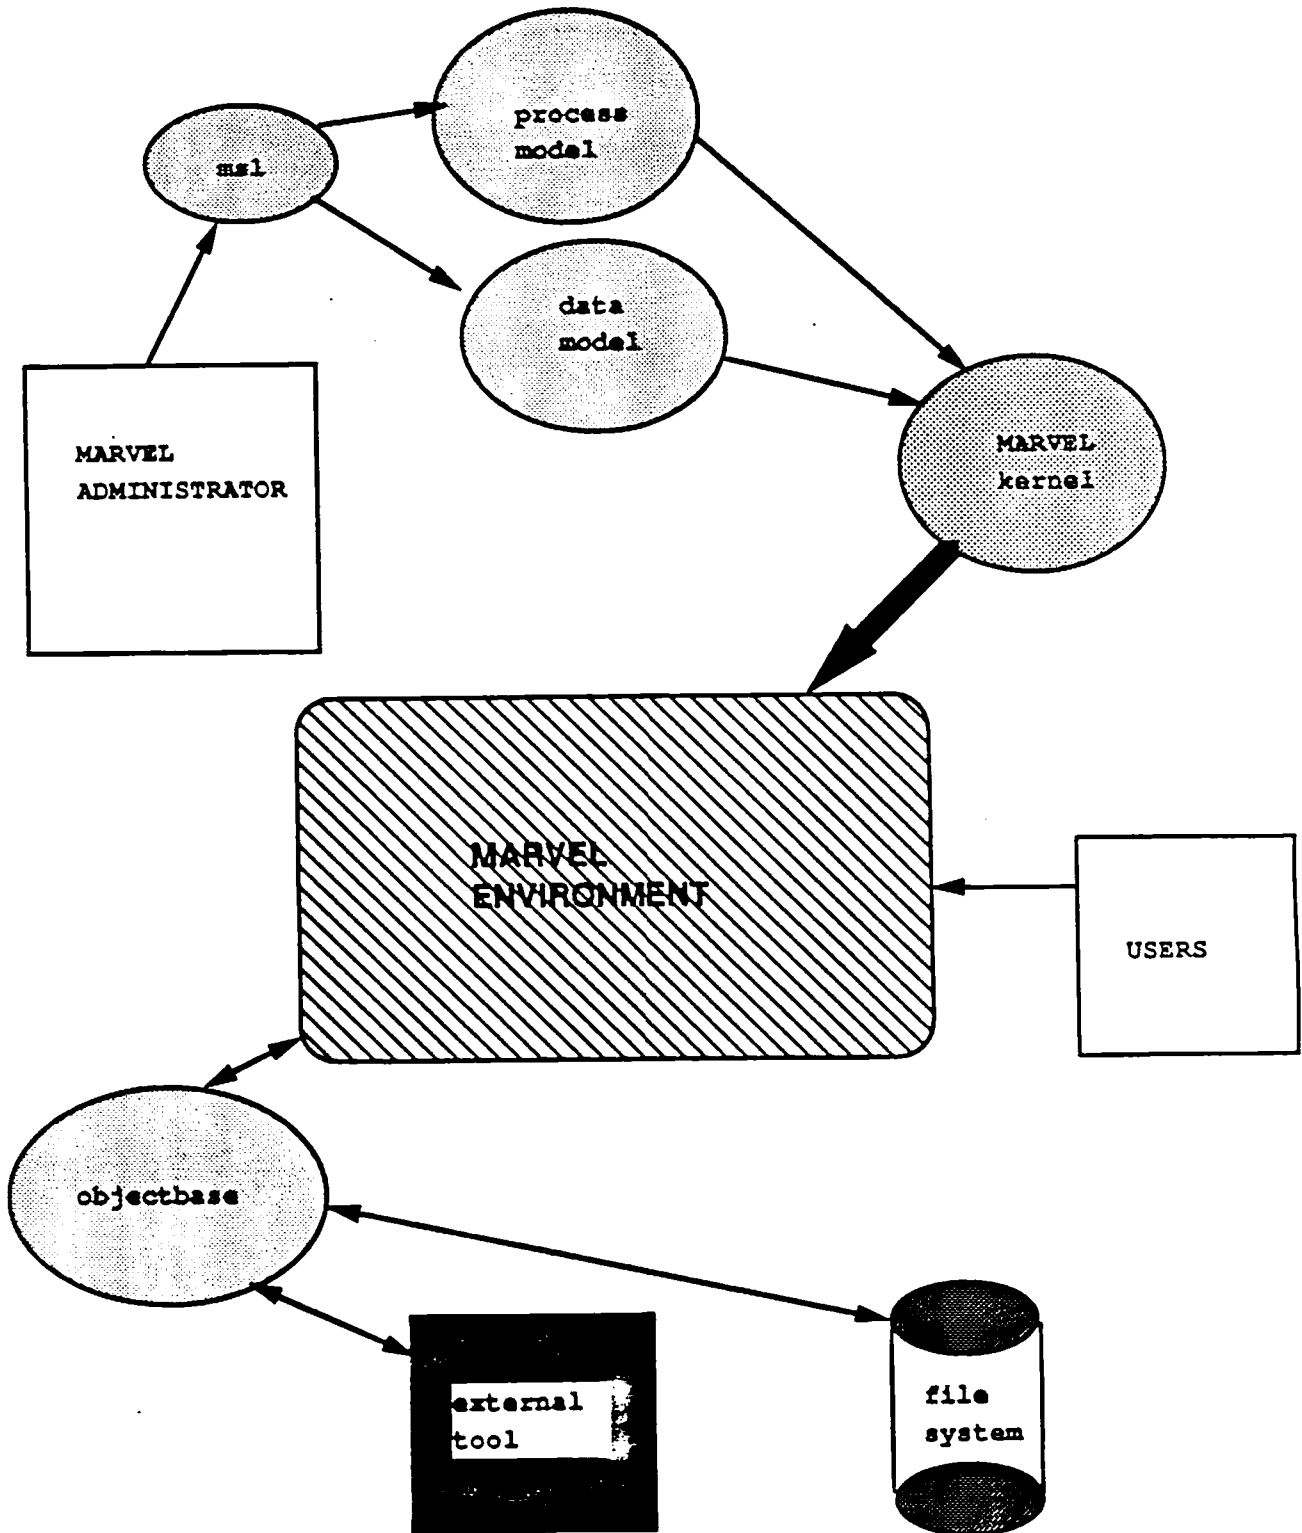 process
model
msl
data
model
MARVEL
ADMINISTRATOR
MARVEL
kernel
MARVEL
ENVIRONMENT
USERS
objectbase
external
tool
file
system